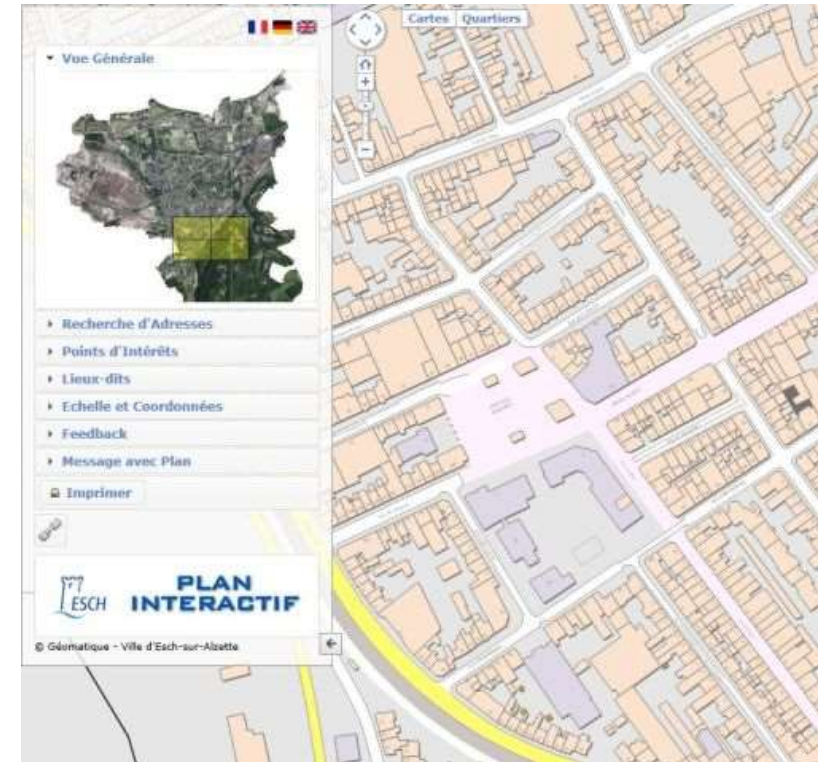 Cartes Quartiers
Vue Générale
Recherche d'Adresses
Points d'Intérêts
Lieux-dits
Echelle et Coordonnées
Feedback
Message avec Plan
Imprimer
ESCH
PLAN
INTERACTIF
© Géomatique - Ville d'Esch-sur-Alzette